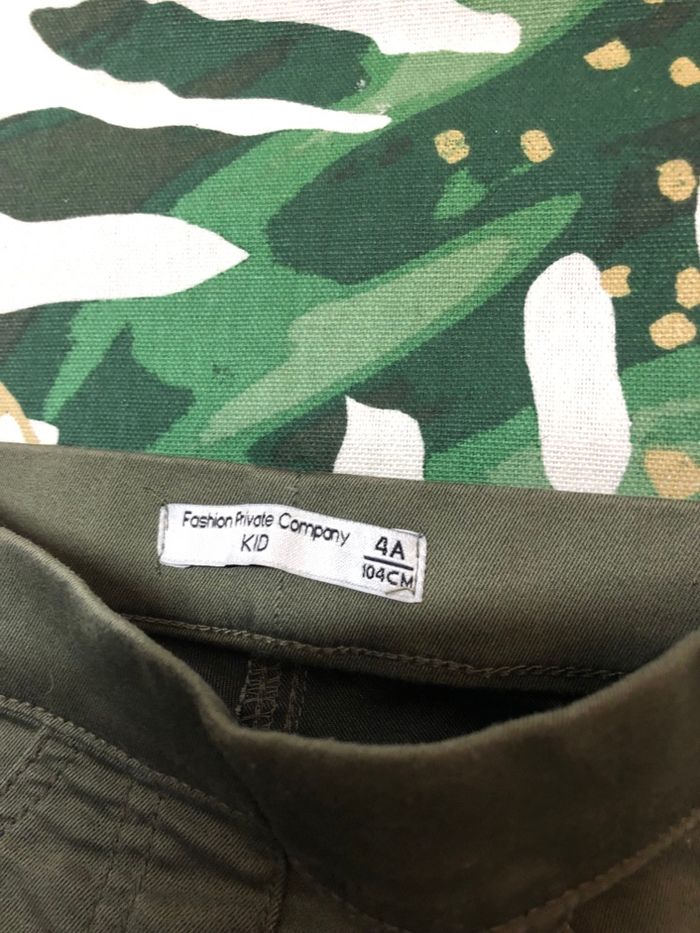 Fashion Private Company
KID
4A
104CM